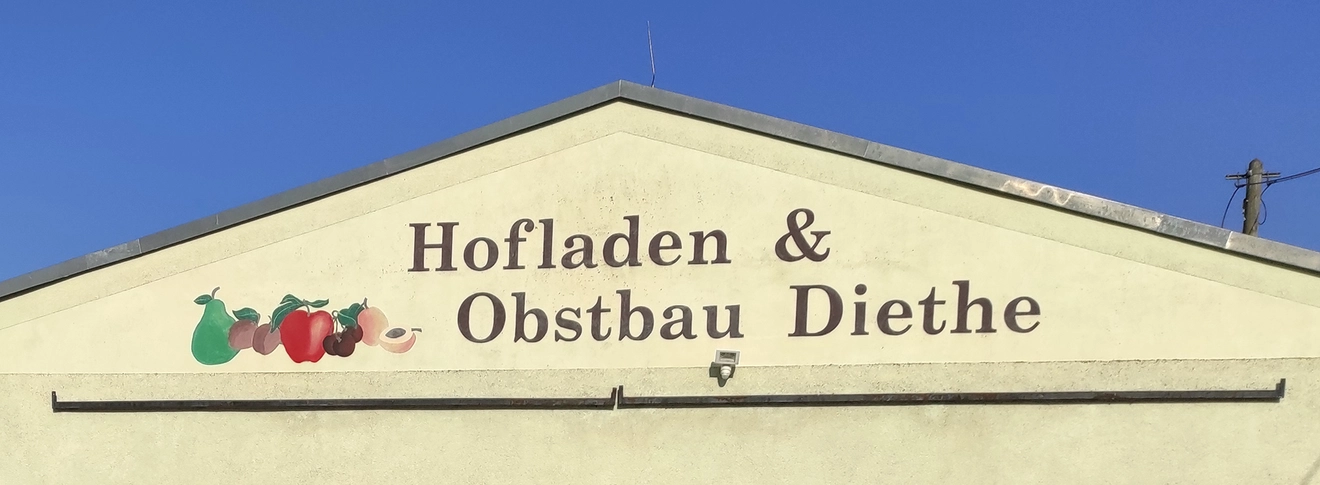 Hofladen &
Obstbau Diethe